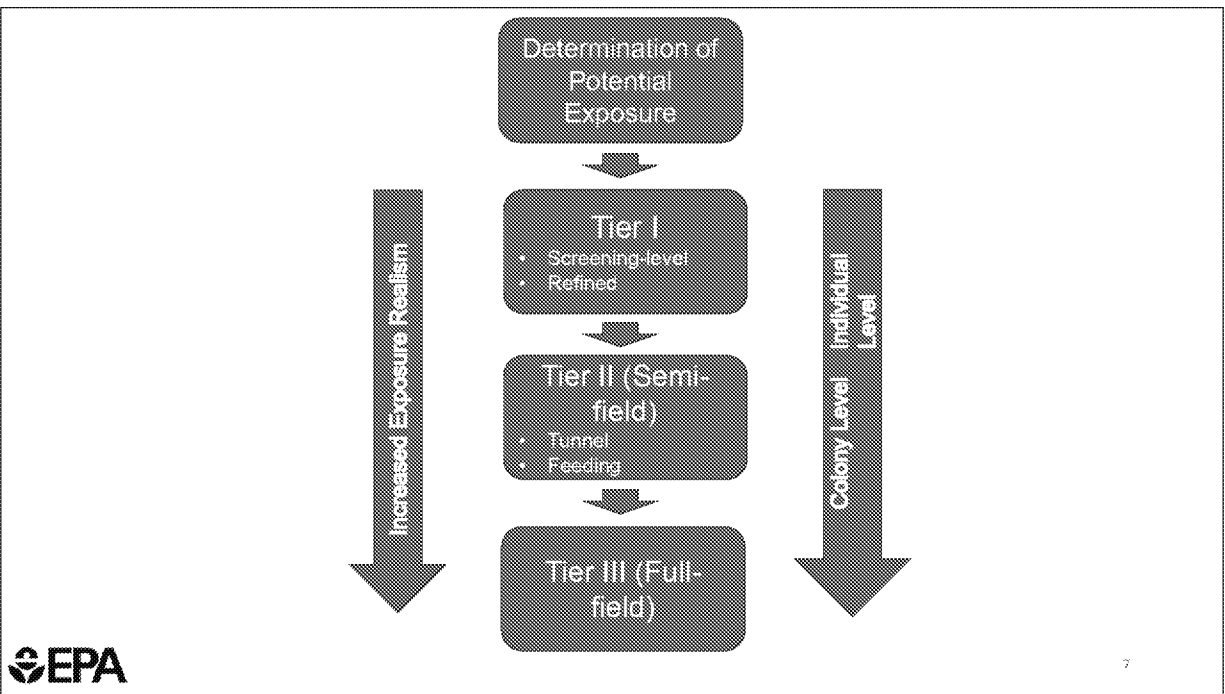 Determination of
Potential
Exposure
Tier I
• Screening-level
• Refined
Tier II (Semi-
field)
• Tunnel
• Feeding
Tier III (Full-
field)
Increased Exposure Realism
Individual
Level
Colony Level
EPA
7